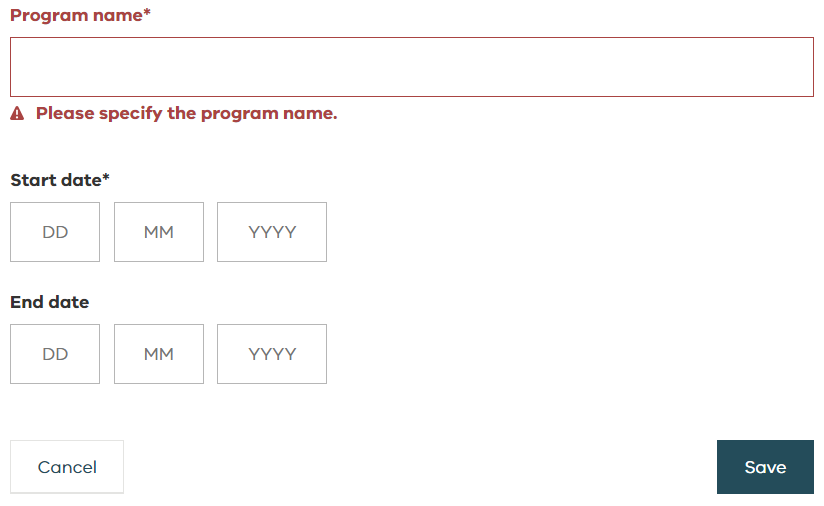 Program name*
Please specify the program name.
Start date*
DD MM YYYY
End date
DD MM YYYY
Cancel Save